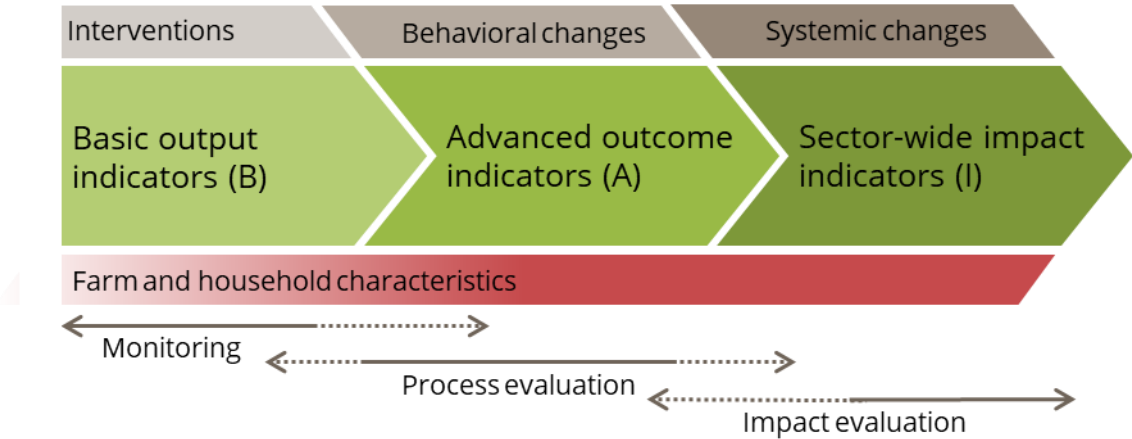 Interventions
Behavioral changes
Systemic changes
Basic output
indicators (B)
Advanced outcome
indicators (A)
Sector-wide impact
indicators (I)
Farm and household characteristics
Monitoring
Process evaluation
Impact evaluation